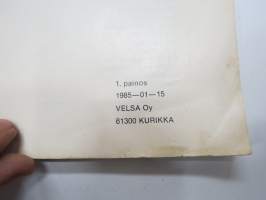 1. painos
1985—01—15
VELSA Oy
61300 KURIKKA